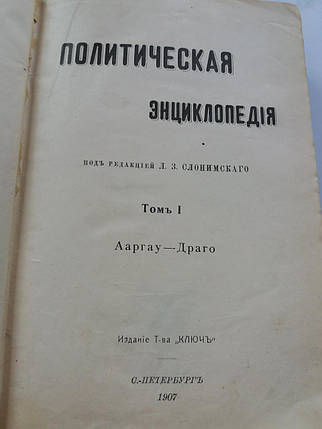 ПОЛИТИЧЕСКАЯ
ЭНЦИКЛОПЕДІЯ
ПОДЪ РЕДАКЦІЕЙ Л. З. СЛОНИМСКАГО
Томъ I
Ааргау—Драго
Изданіе Т-ва „КЛЮЧЪ“
С.-ПЕТЕРБУРГЪ
1907